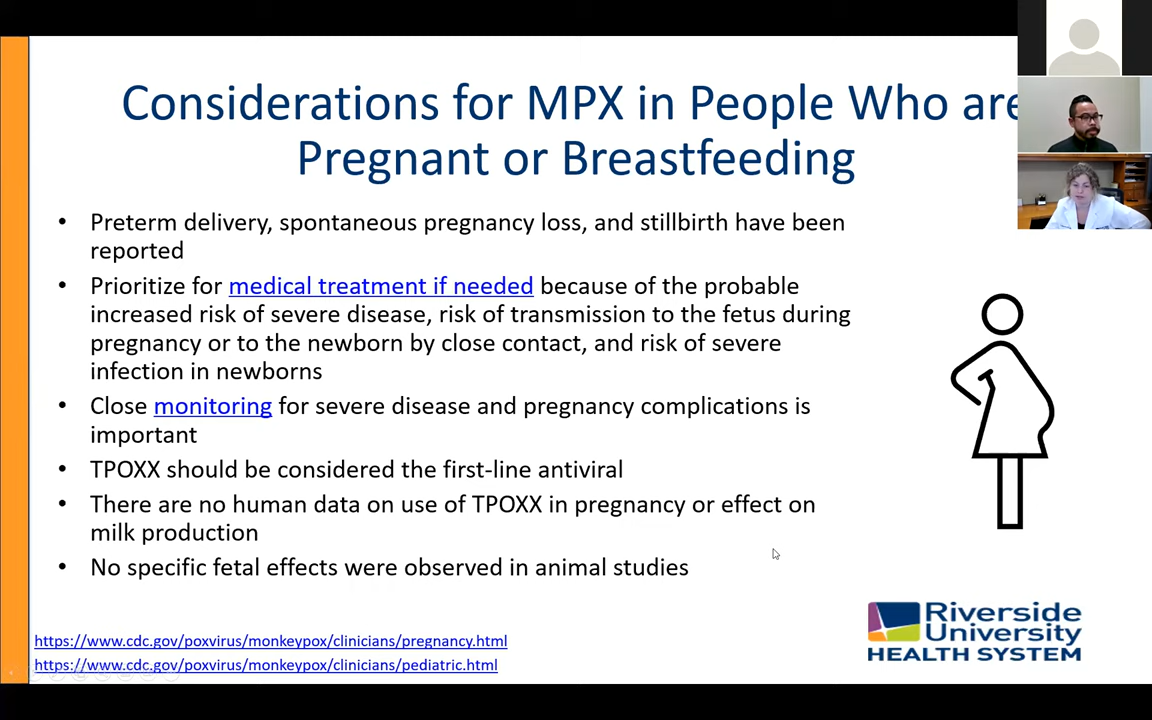 Considerations for MPX in People Who are
Pregnant or Breastfeeding
• Preterm delivery, spontaneous pregnancy loss, and stillbirth have been
reported
• Prioritize for medical treatment if needed because of the probable
increased risk of severe disease, risk of transmission to the fetus during
pregnancy or to the newborn by close contact, and risk of severe
infection in newborns
• Close monitoring for severe disease and pregnancy complications is
important
• TPOXX should be considered the first-line antiviral
• There are no human data on use of TPOXX in pregnancy or effect on
milk production
• No specific fetal effects were observed in animal studies
https://www.cdc.gov/poxvirus/monkeypox/clinicians/pregnancy.html
https://www.cdc.gov/poxvirus/monkeypox/clinicians/pediatric.html
Riverside
University
HEALTH SYSTEM